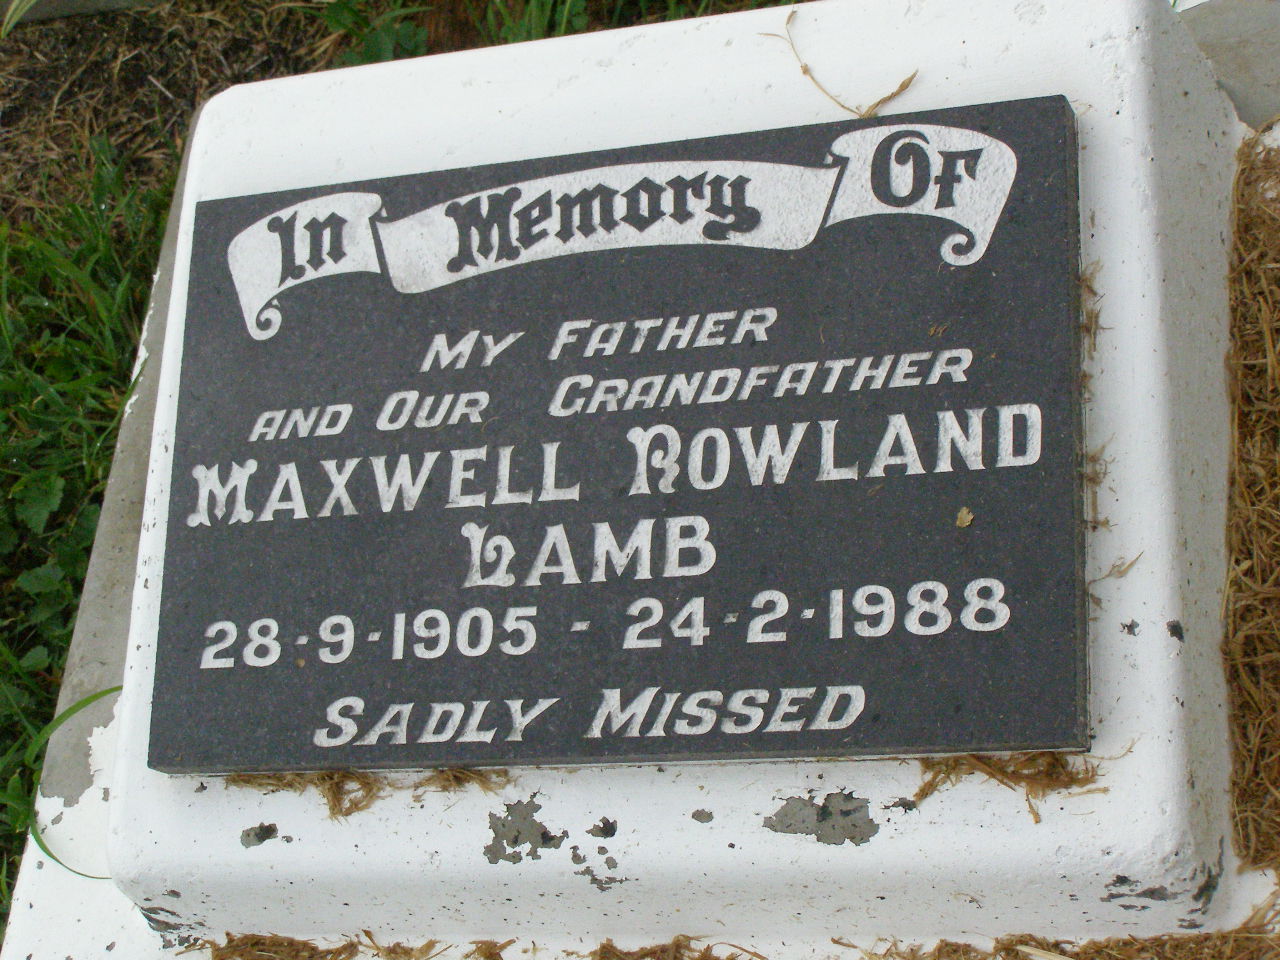 In Memory Of
My Father
and Our Grandfather
Maxwell Rowland
Lamb
28-9-1905 - 24-2-1988
Sadly Missed